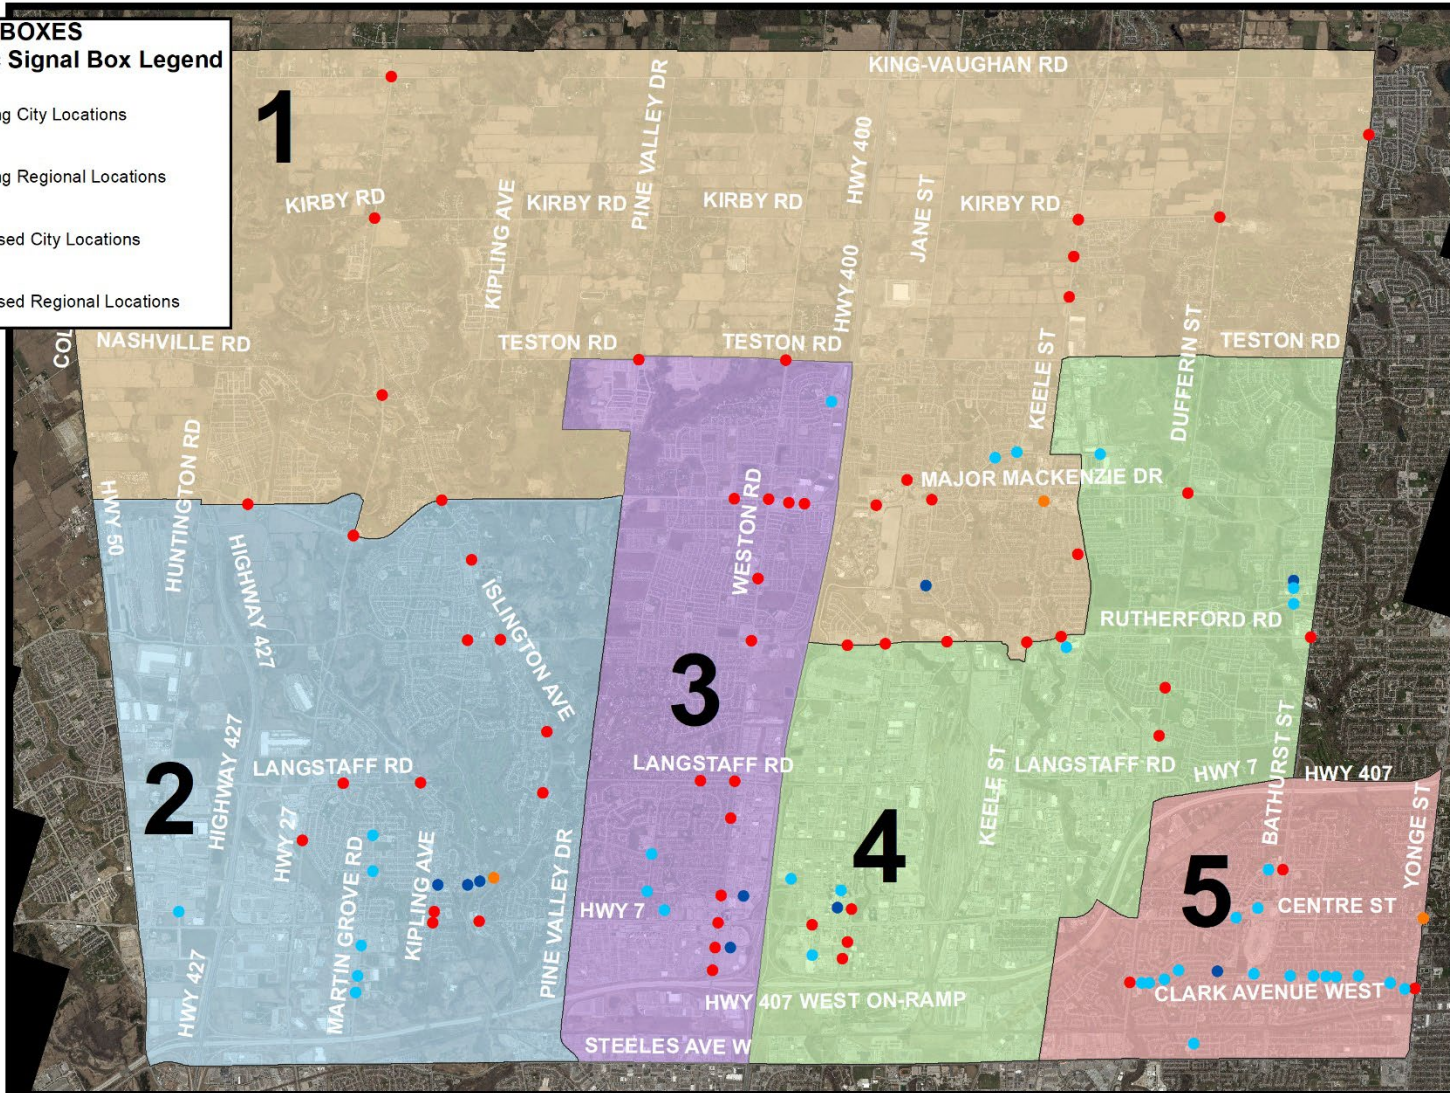 BOXES
Signal Box Legend
City Locations
Regional Locations
City Locations
Regional Locations
1
KING-VAUGHAN RD
PINE VALLEY DR
HWY 400
KIRBY RD
KIPLING AVE
KIRBY RD
KIRBY RD
JANE ST
KIRBY RD
HWY 400
NASHVILLE RD
TESTON RD
TESTON RD
KEELE ST
DUFFERIN ST
TESTON RD
HUNTINGTON RD
HWY 50
WESTON RD
MAJOR MACKENZIE DR
HIGHWAY 427
ISLINGTON AVE
RUTHERFORD RD
3
2
HIGHWAY 427
LANGSTAFF RD
LANGSTAFF RD
KEELE ST
LANGSTAFF RD
HWY 7
BATHURST ST
HWY 407
YONGE ST
HWY 27
MARTIN GROVE RD
KIPLING AVE
PINE VALLEY DR
4
5
HWY 7
CENTRE ST
HWY 427
HWY 407 WEST ON-RAMP
CLARK AVENUE WEST
STEELES AVE W